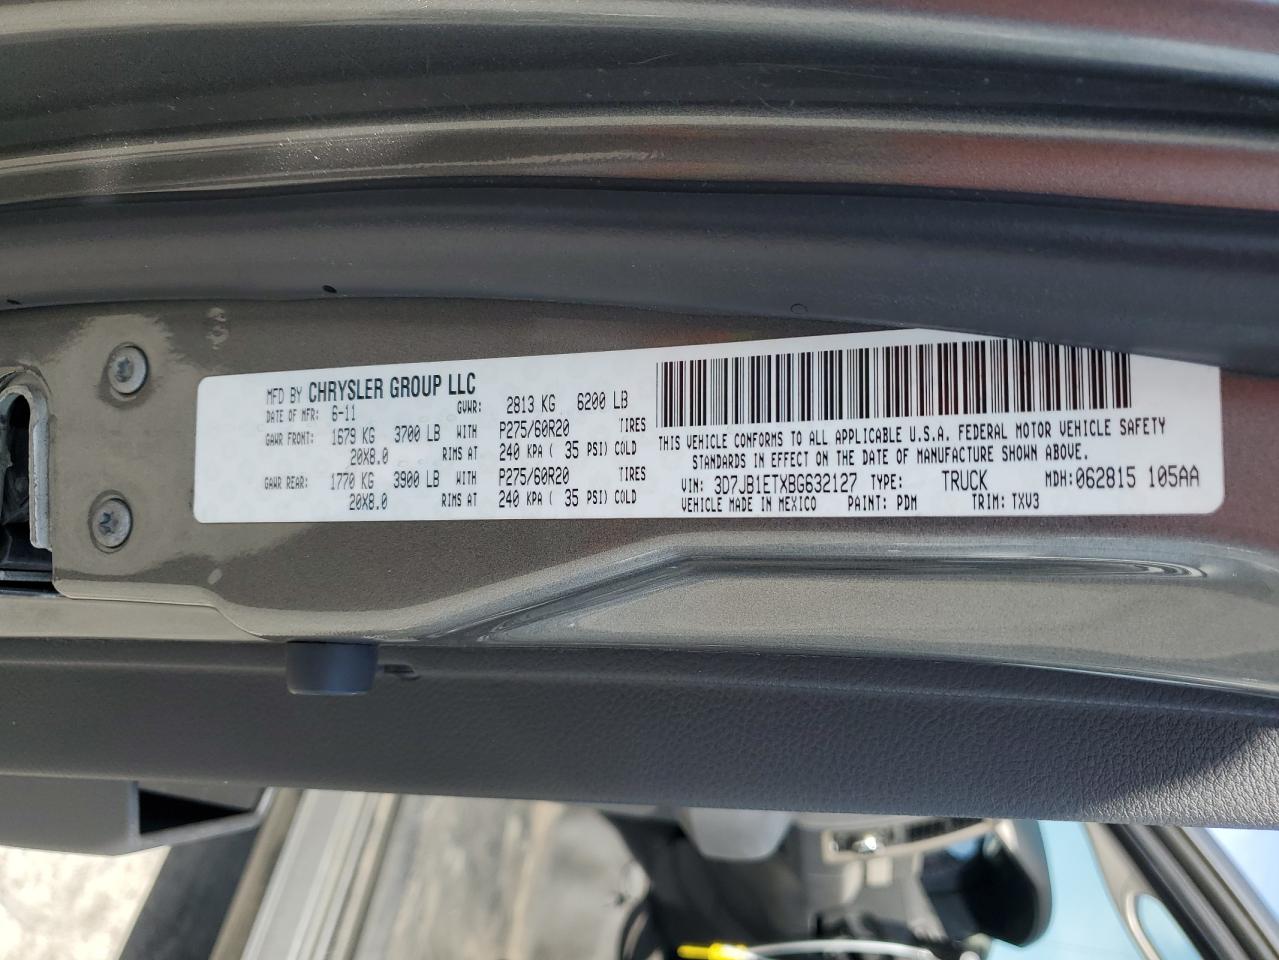 MFD BY CHRYSLER GROUP LLC
DATE OF MFR: 6-11 GVWR: 2813 KG 6200 LB
GAWR FRONT: 1679 KG 3700 LB WITH P275/60R20 TIRES
20X8.0 RIMS AT 240 KPA ( 35 PSI) COLD
GAWR REAR: 1770 KG 3900 LB WITH P275/60R20 TIRES
20X8.0 RIMS AT 240 KPA ( 35 PSI) COLD
THIS VEHICLE CONFORMS TO ALL APPLICABLE U.S.A. FEDERAL MOTOR VEHICLE SAFETY
STANDARDS IN EFFECT ON THE DATE OF MANUFACTURE SHOWN ABOVE.
VIN: 3D7JB1ETXBG632127 TYPE: TRUCK MDH: 062815 105AA
VEHICLE MADE IN MEXICO PAINT: PDM TRIM: TXV3